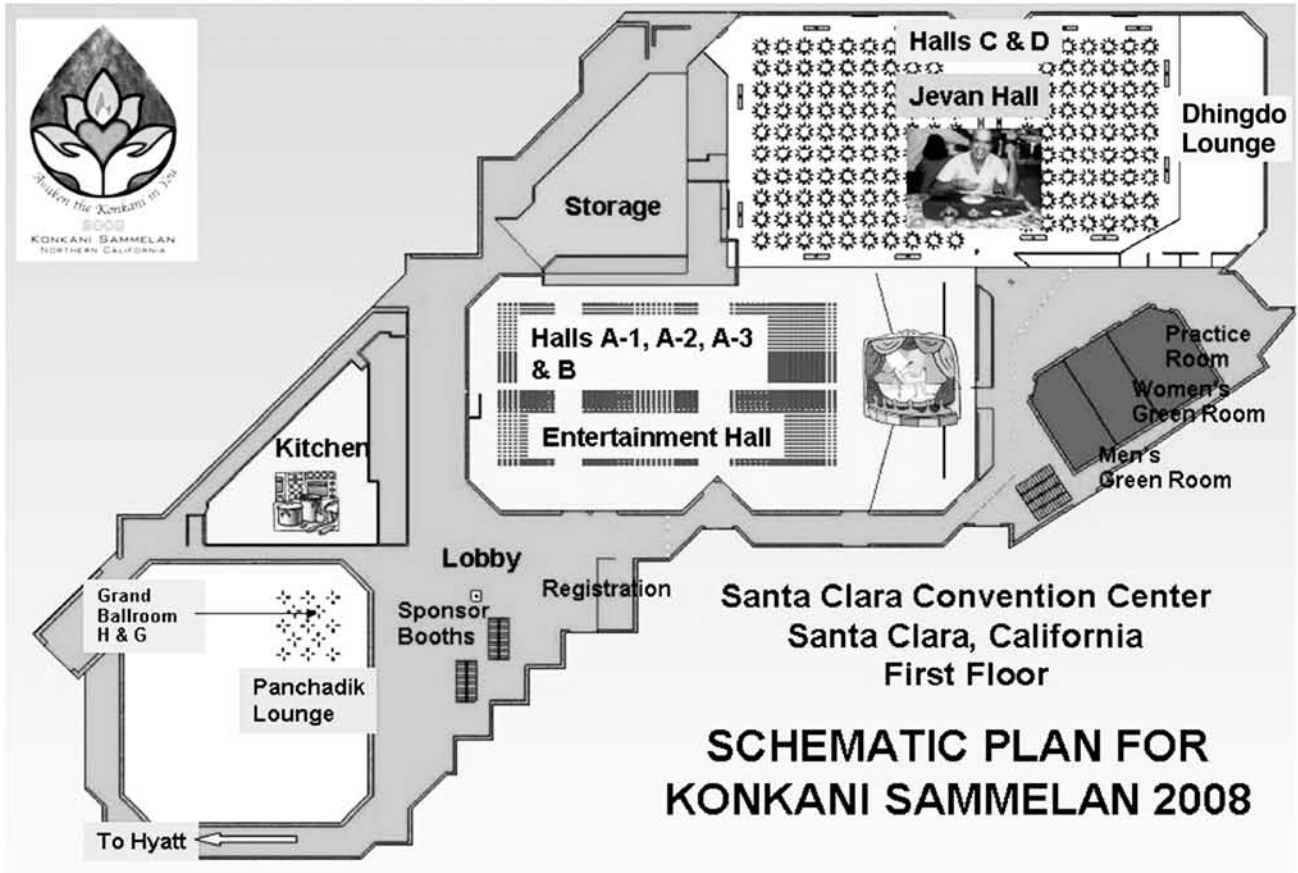 Awaken the Konkani in You
2008
KONKANI SAMMELAN
NORTHERN CALIFORNIA
Halls C & D
Jevan Hall
Dhingdo
Lounge
Storage
Halls A-1, A-2, A-3
& B
Entertainment Hall
Practice
Room
Women's
Green Room
Men's
Green Room
Kitchen
Lobby
Registration
Sponsor
Booths
Grand
Ballroom
H & G
Panchadik
Lounge
To Hyatt
Santa Clara Convention Center
Santa Clara, California
First Floor
SCHEMATIC PLAN FOR
KONKANI SAMMELAN 2008